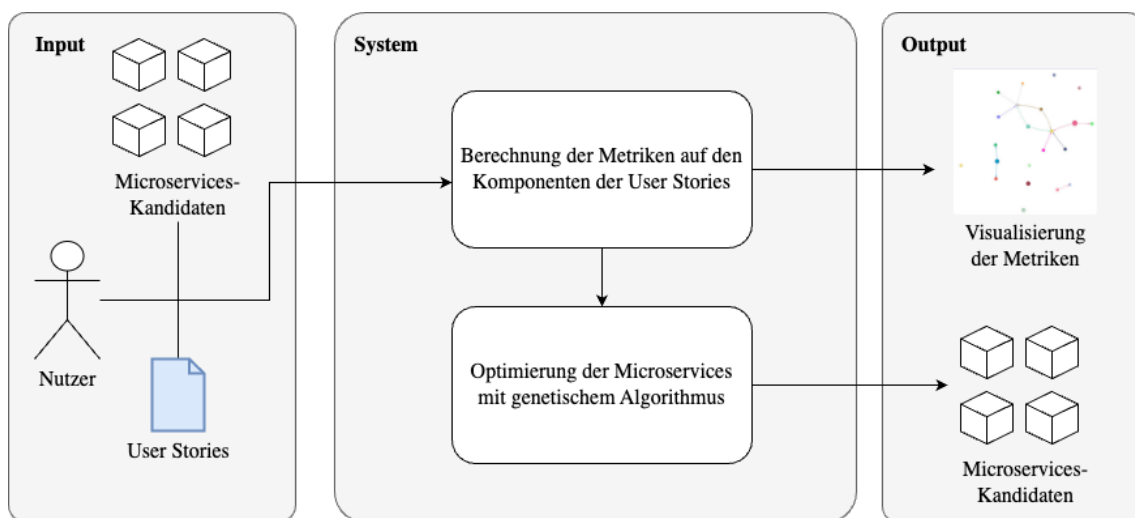 Input
Microservices-
Kandidaten
Nutzer
User Stories
System
Berechnung der Metriken auf den
Komponenten der User Stories
Optimierung der Microservices
mit genetischem Algorithmus
Output
Visualisierung
der Metriken
Microservices-
Kandidaten